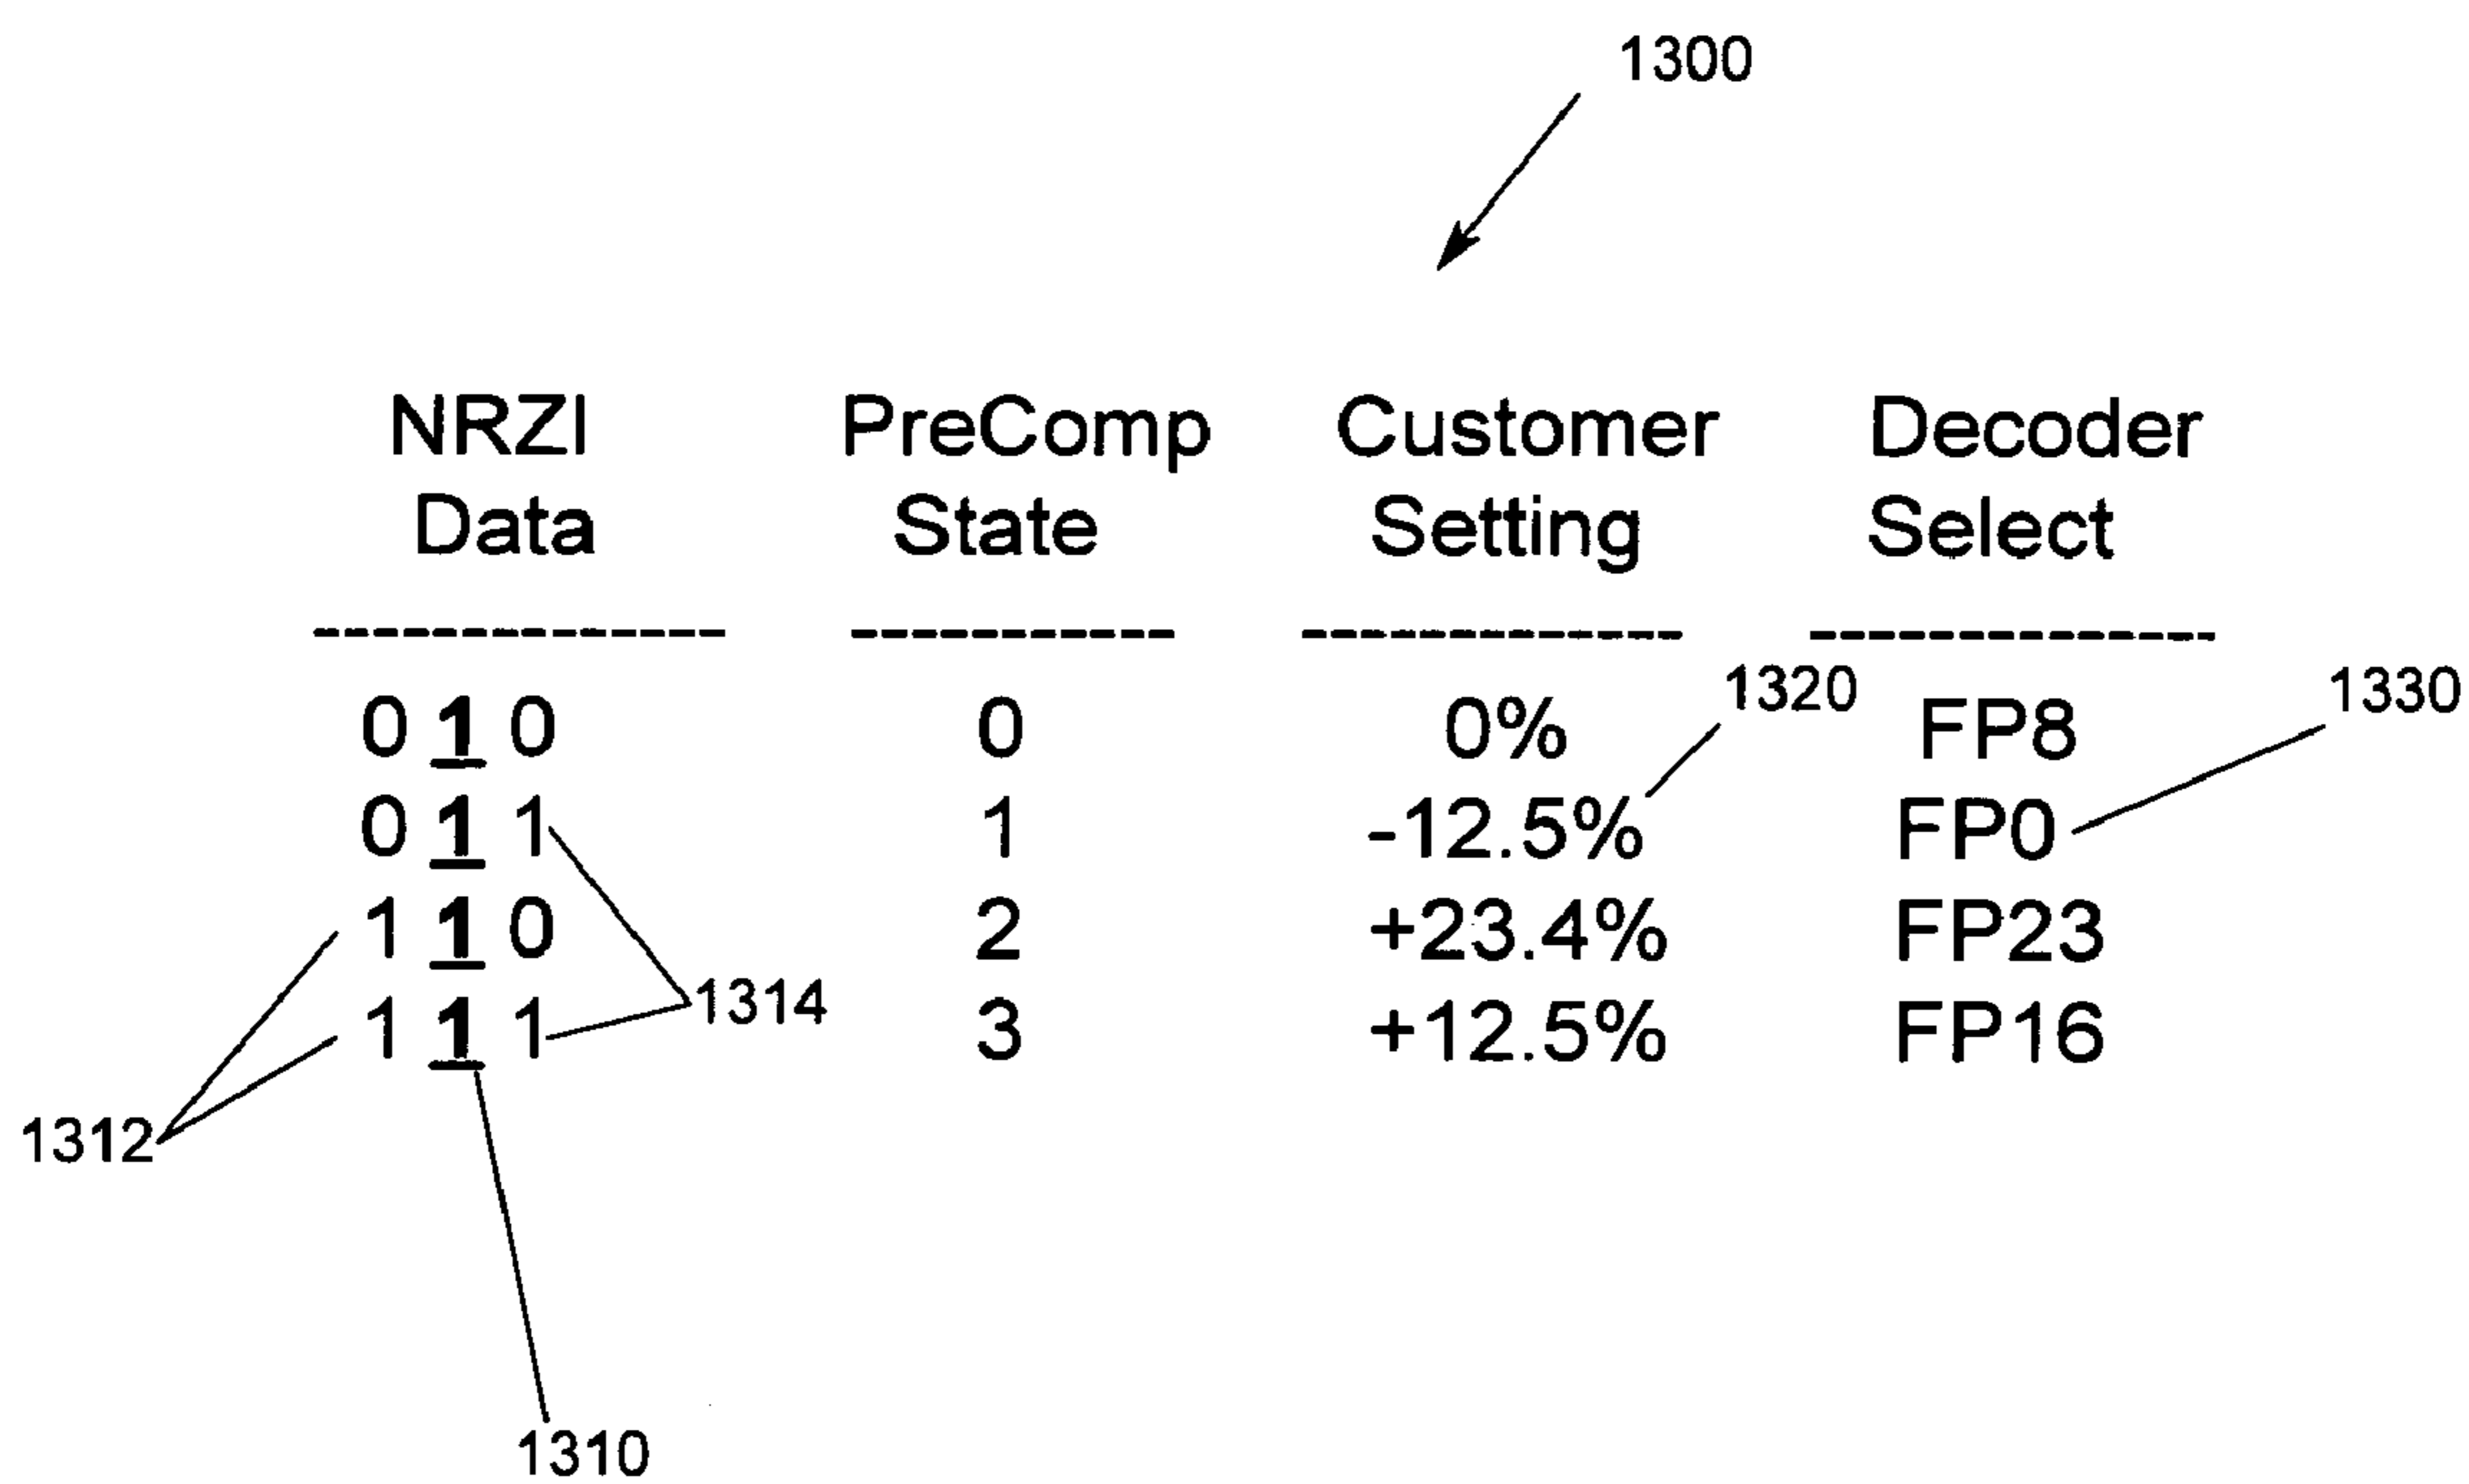 1300
NRZI PreComp Customer Decoder
Data State Setting Select
-------------- ----------- ------------- --------------
1320 1330
0 1 0 0 0% FP8
0 1 1 1 -12.5% FP0
1 1 0 2 +23.4% FP23
1314
1 1 1 3 +12.5% FP16
1312
1310